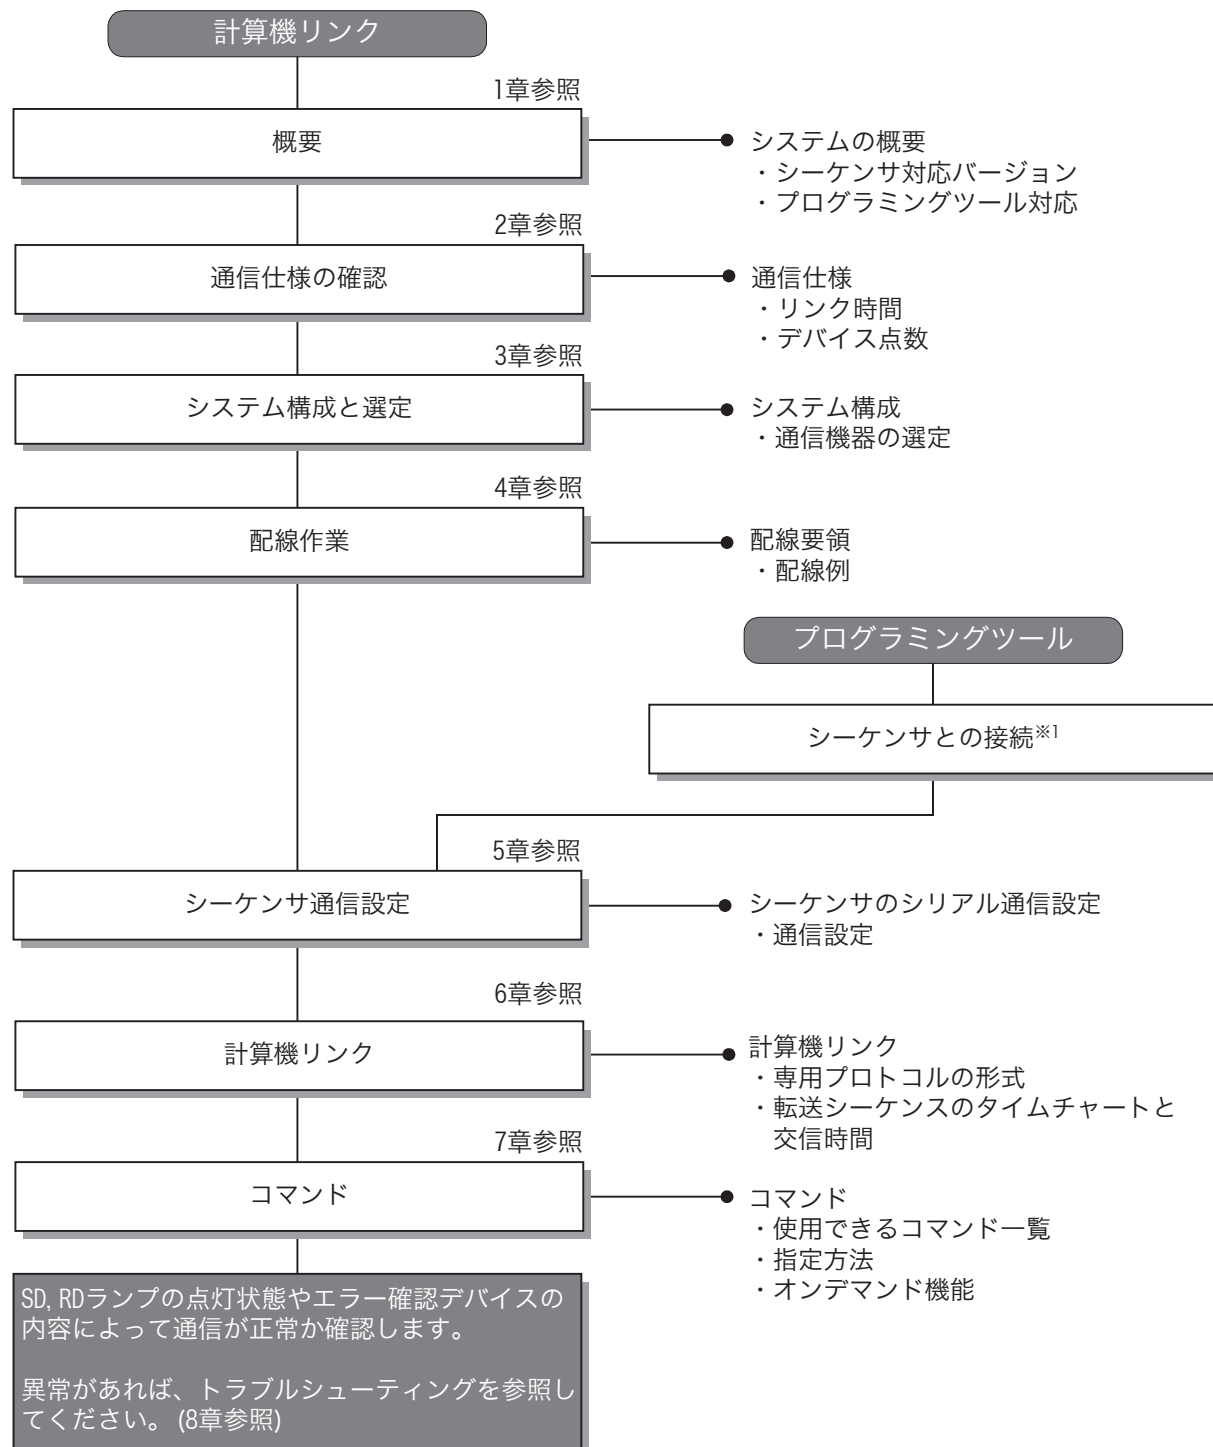 計算機リンク
1章参照
概要
システムの概要
・シーケンサ対応バージョン
・プログラミングツール対応
2章参照
通信仕様の確認
通信仕様
・リンク時間
・デバイス点数
3章参照
システム構成と選定
システム構成
・通信機器の選定
4章参照
配線作業
配線要領
・配線例
プログラミングツール
シーケンサとの接続※1
5章参照
シーケンサ通信設定
シーケンサのシリアル通信設定
・通信設定
6章参照
計算機リンク
計算機リンク
・専用プロトコルの形式
・転送シーケンスのタイムチャートと
交信時間
7章参照
コマンド
コマンド
・使用できるコマンド一覧
・指定方法
・オンデマンド機能
SD, RDランプの点灯状態やエラー確認デバイスの
内容によって通信が正常か確認します。
異常があれば、トラブルシューティングを参照し
てください。 (8章参照)